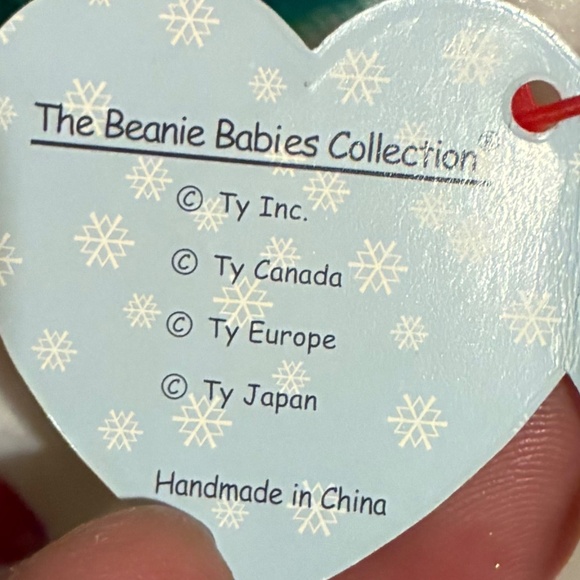 The Beanie Babies Collection®
© Ty Inc.
© Ty Canada
© Ty Europe
© Ty Japan
Handmade in China